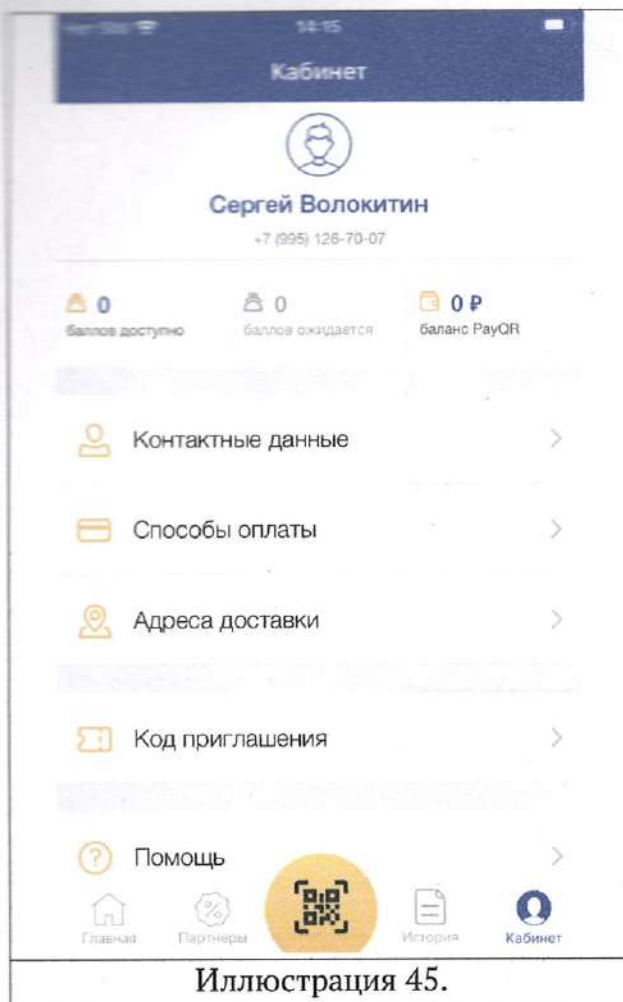 14:15
Кабинет
Сергей Волокитин
+7 (995) 126-70-07
0 0 0 ₽
баллов доступно баллов ожидается баланс PayQR
Контактные данные
Способы оплаты
Адреса доставки
Код приглашения
Помощь
Главная Партнеры История Кабинет
Иллюстрация 45.